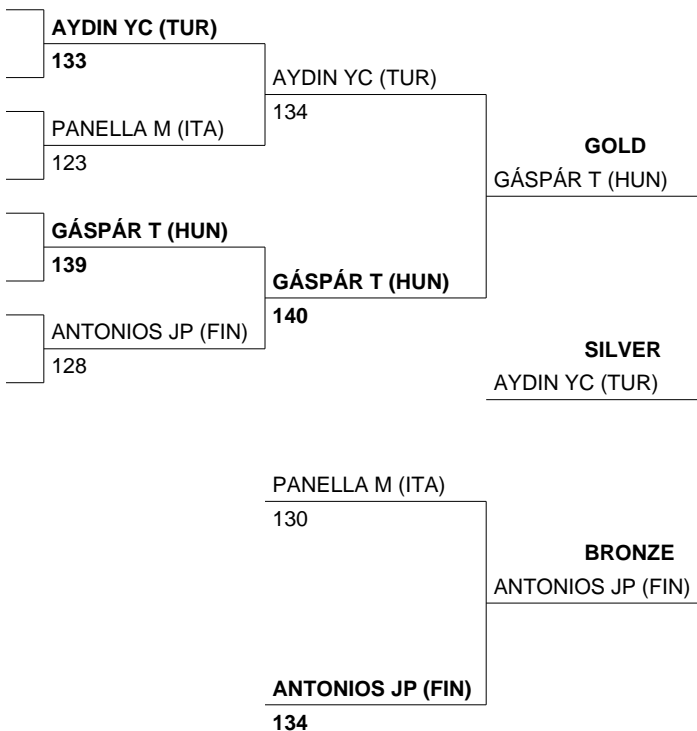 AYDIN YC (TUR)
133
AYDIN YC (TUR)
134
PANELLA M (ITA)
123
GOLD
GÁSPÁR T (HUN)
GÁSPÁR T (HUN)
139
GÁSPÁR T (HUN)
140
ANTONIOS JP (FIN)
128
SILVER
AYDIN YC (TUR)
PANELLA M (ITA)
130
BRONZE
ANTONIOS JP (FIN)
ANTONIOS JP (FIN)
134